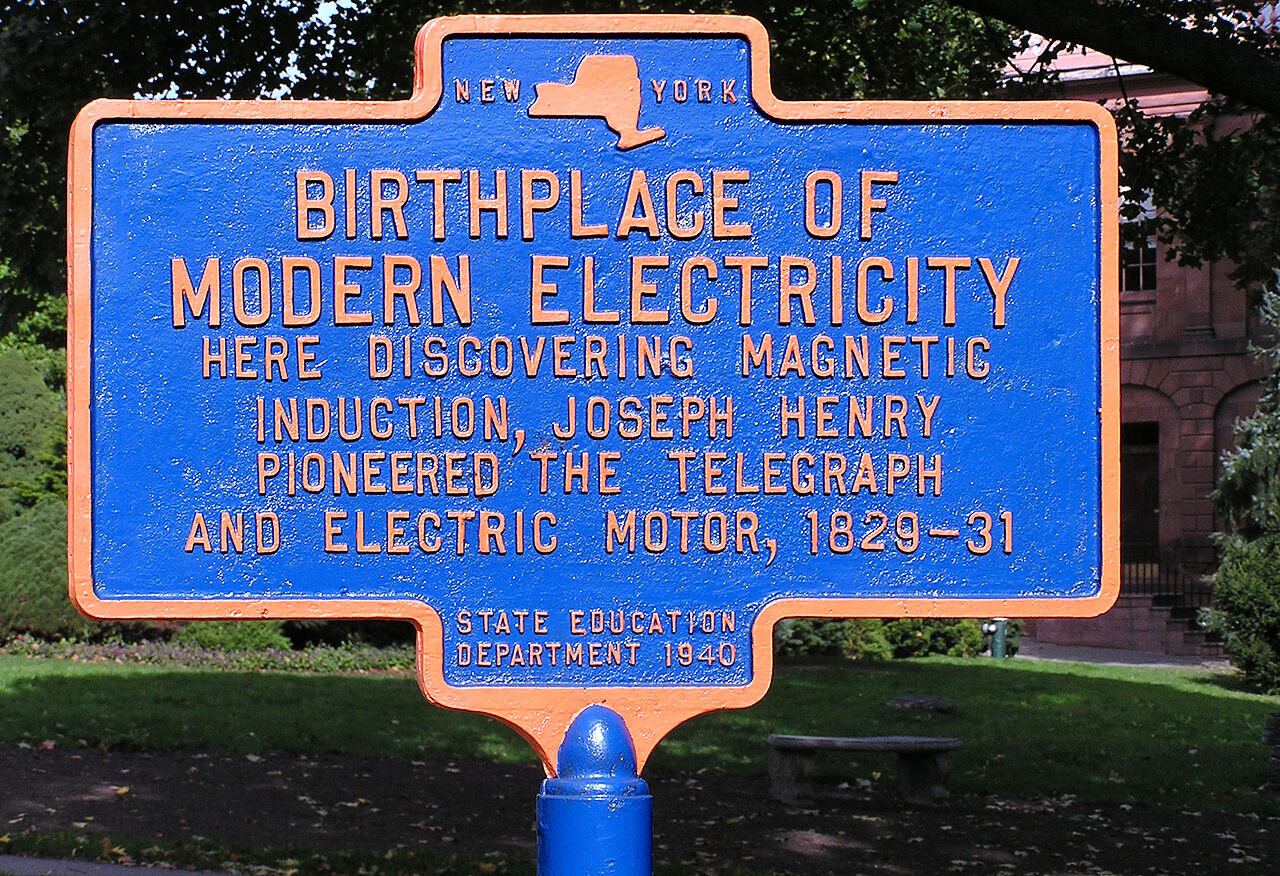 NEW YORK
BIRTHPLACE OF
MODERN ELECTRICITY
HERE DISCOVERING MAGNETIC
INDUCTION, JOSEPH HENRY
PIONEERED THE TELEGRAPH
AND ELECTRIC MOTOR, 1829-31
STATE EDUCATION
DEPARTMENT 1940